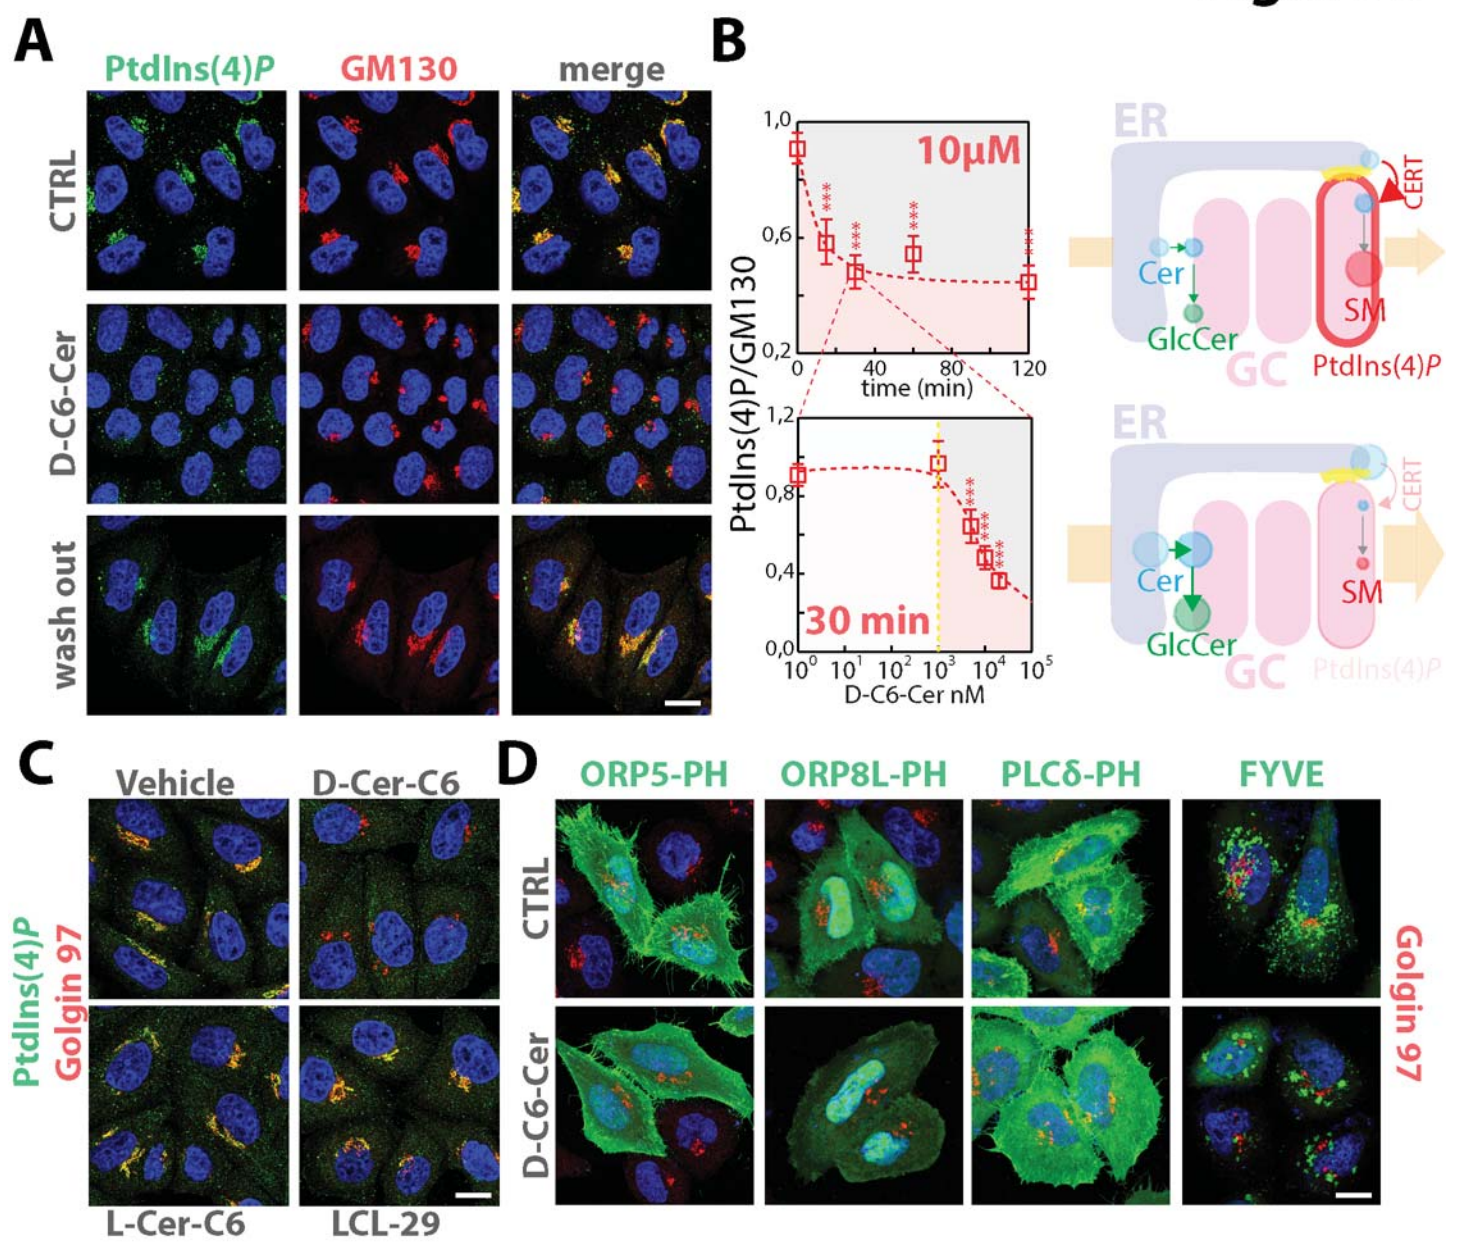 A
PtdIns(4)P
GM130
merge
CTRL
D-C6-Cer
wash out
B
PtdIns(4)P/GM130
1,0
0,6
0,2
10µM
***
***
***
***
0
40
80
120
time (min)
1,2
0,8
0,4
0,0
***
***
***
30 min
10⁰
10¹
10²
10³
10⁴
10⁵
D-C6-Cer nM
ER
CERT
Cer
SM
GlcCer
GC
PtdIns(4)P
ER
CERT
Cer
SM
GlcCer
GC
PtdIns(4)P
C
Vehicle
D-Cer-C6
PtdIns(4)P
Golgin 97
L-Cer-C6
LCL-29
D
ORP5-PH
ORP8L-PH
PLCδ-PH
FYVE
CTRL
D-C6-Cer
Golgin 97